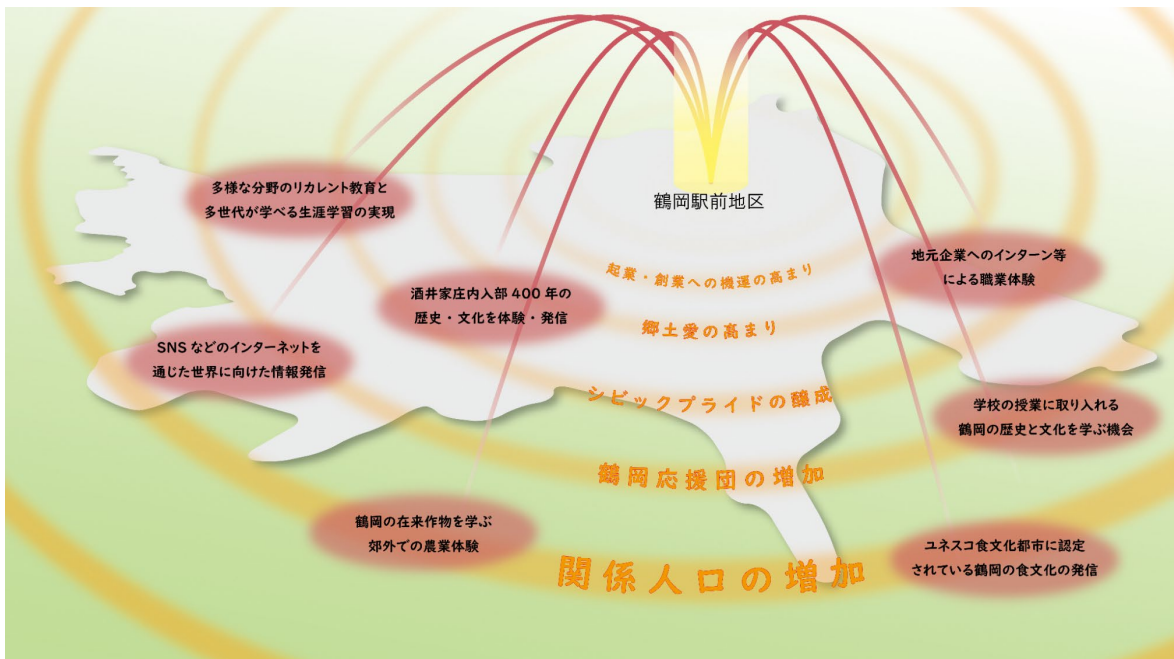 鶴岡駅前地区
多様な分野のリカレント教育と
多世代が学べる生涯学習の実現
酒井家庄内入部 400 年の
歴史・文化を体験・発信
SNS などのインターネットを
通じた世界に向けた情報発信
鶴岡の在来作物を学ぶ
郊外での農業体験
起業・創業への機運の高まり
郷土愛の高まり
シビックプライドの醸成
鶴岡応援団の増加
関係人口の増加
地元企業へのインターン等
による職業体験
学校の授業に取り入れる
鶴岡の歴史と文化を学ぶ機会
ユネスコ食文化都市に認定
されている鶴岡の食文化の発信